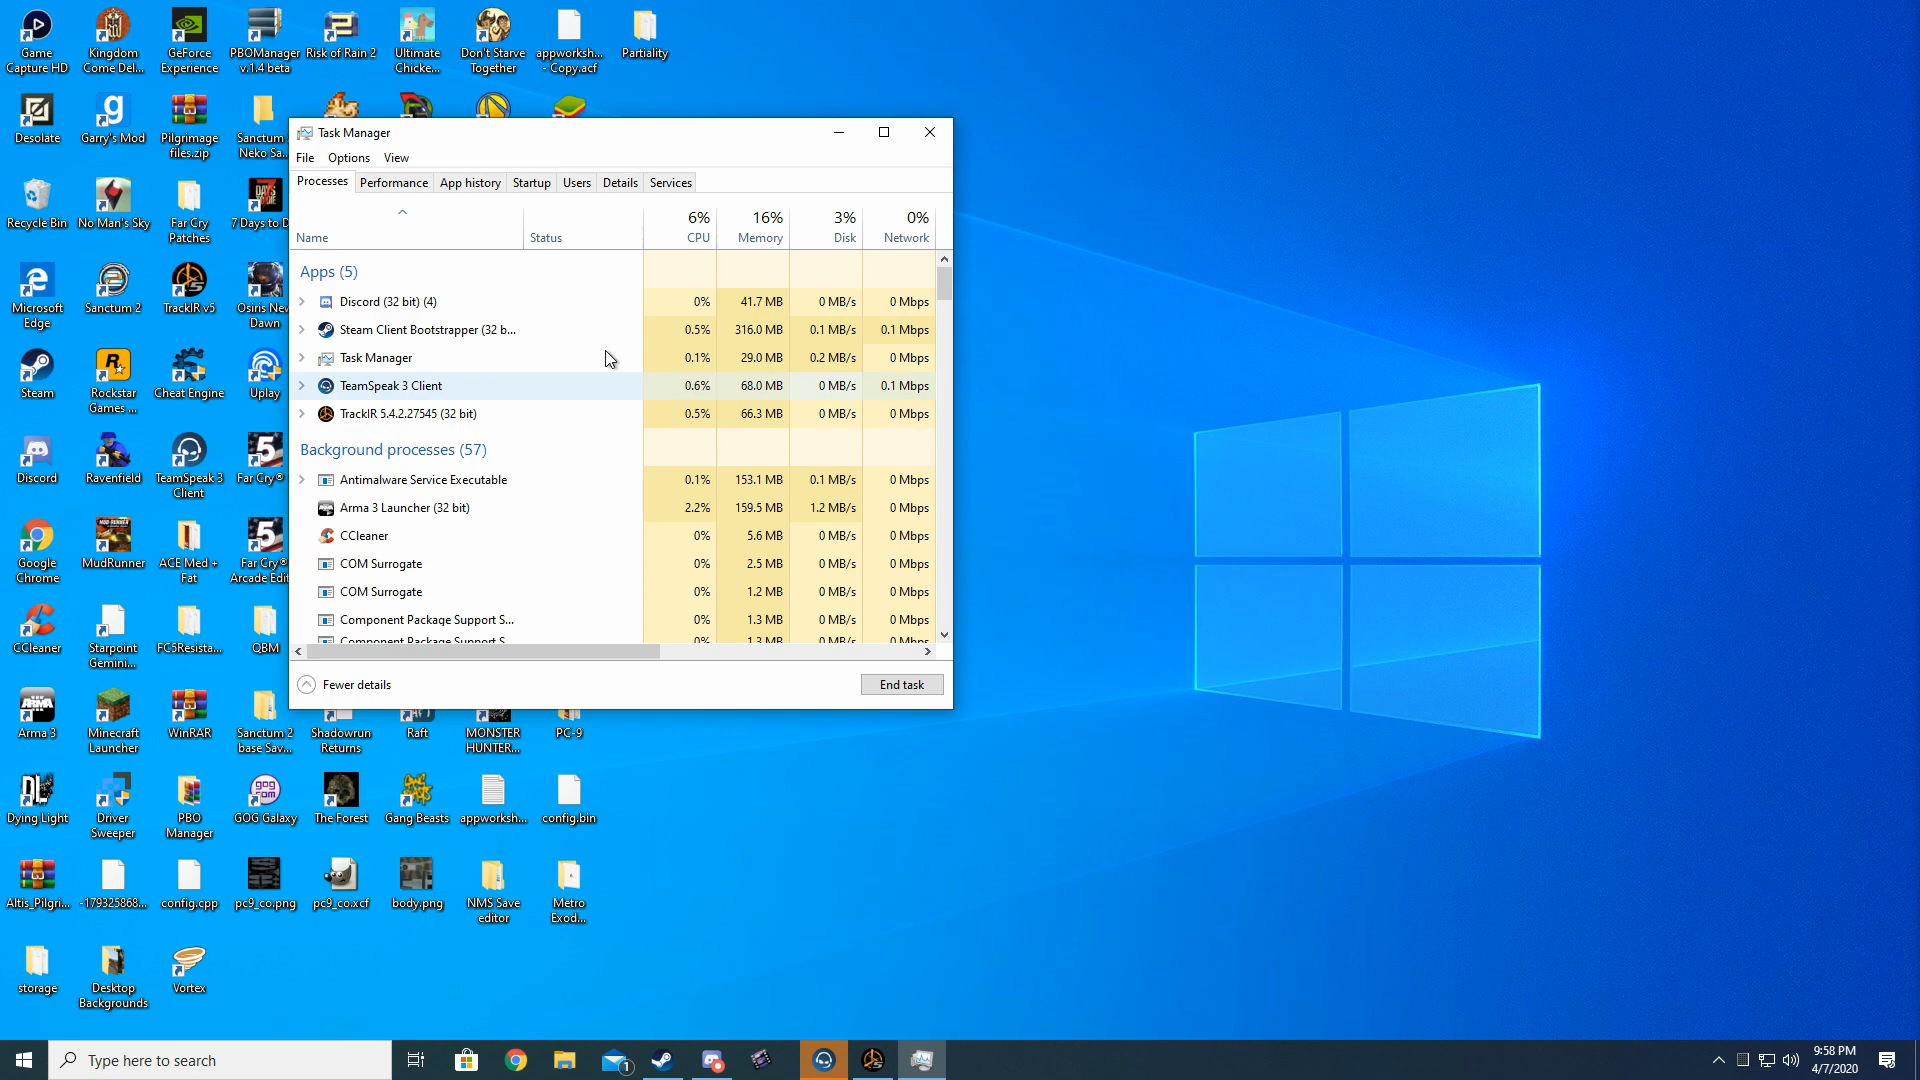 Game
Capture HD
Kingdom
Come Del...
GeForce
Experience
PBOManager
v.1.4 beta
Risk of Rain 2
Ultimate
Chicke...
Don't Starve
Together
appworksh...
- Copy.acf
Partiality
Desolate
Garry's Mod
Pilgrimage
files.zip
Sanctum
Neko Sa...
Recycle Bin
No Man's Sky
Far Cry
Patches
7 Days to D
Microsoft
Edge
Sanctum 2
TrackIR v5
Osiris New
Dawn
Steam
Rockstar
Games ...
Cheat Engine
Uplay
Discord
Ravenfield
TeamSpeak 3
Client
Far Cry®
Google
Chrome
MudRunner
ACE Med +
Fat
Far Cry®
Arcade Edit
CCleaner
Starpoint
Gemini...
FC5Resista...
QBM
Arma 3
Minecraft
Launcher
WinRAR
Sanctum 2
base Sav...
Shadowrun
Returns
Raft
MONSTER
HUNTER...
PC-9
Dying Light
Driver
Sweeper
PBO
Manager
GOG Galaxy
The Forest
Gang Beasts
appworksh...
config.bin
Altis_Pilgri...
-179325868...
config.cpp
pc9_co.png
pc9_co.xcf
body.png
NMS Save
editor
Metro
Exod...
storage
Desktop
Backgrounds
Vortex
Task Manager
File Options View
Processes Performance App history Startup Users Details Services
6% 16% 3% 0%
Name Status CPU Memory Disk Network
Apps (5)
Discord (32 bit) (4) 0% 41.7 MB 0 MB/s 0 Mbps
Steam Client Bootstrapper (32 b... 0.5% 316.0 MB 0.1 MB/s 0.1 Mbps
Task Manager 0.1% 29.0 MB 0.2 MB/s 0 Mbps
TeamSpeak 3 Client 0.6% 68.0 MB 0 MB/s 0.1 Mbps
TrackIR 5.4.2.27545 (32 bit) 0.5% 66.3 MB 0 MB/s 0 Mbps
Background processes (57)
Antimalware Service Executable 0.1% 153.1 MB 0.1 MB/s 0 Mbps
Arma 3 Launcher (32 bit) 2.2% 159.5 MB 1.2 MB/s 0 Mbps
CCleaner 0% 5.6 MB 0 MB/s 0 Mbps
COM Surrogate 0% 2.5 MB 0 MB/s 0 Mbps
COM Surrogate 0% 1.2 MB 0 MB/s 0 Mbps
Component Package Support S... 0% 1.3 MB 0 MB/s 0 Mbps
Component Package Support S... 0% 1.3 MB 0 MB/s 0 Mbps
Fewer details
End task
Type here to search
1
9:58 PM
4/7/2020